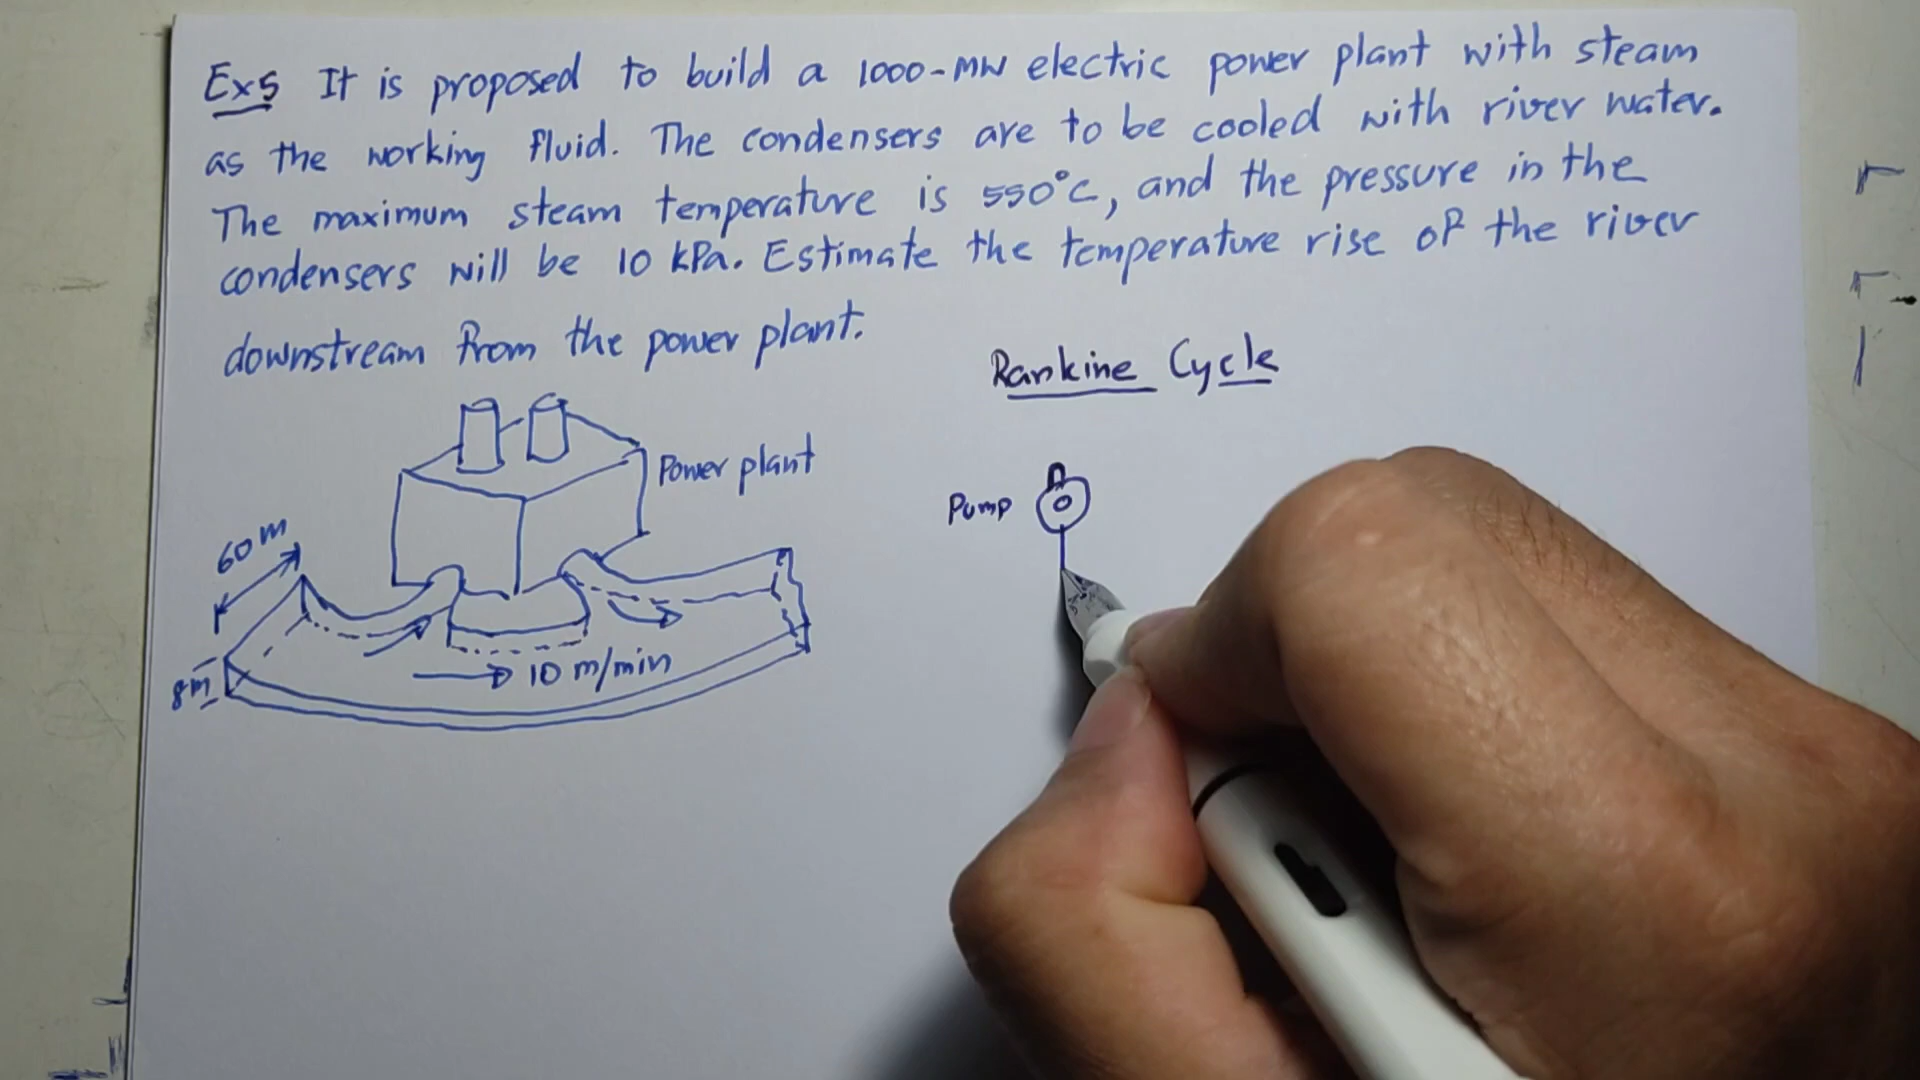 Ex5 It is proposed to build a 1000-MW electric power plant with steam
as the working fluid. The condensers are to be cooled with river water.
The maximum steam temperature is 550°C, and the pressure in the
condensers will be 10 kPa. Estimate the temperature rise of the river
downstream from the power plant.
Rankine Cycle
Power plant
Pump
60 m
8m
10 m/min